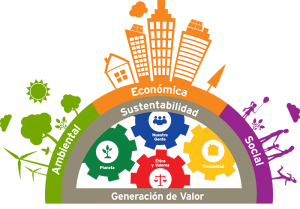 Económica
Sustentabilidad
Ambiental
Social
Nuestra
Gente
Planeta
Ética
y Valores
Comunidad
Generación de Valor